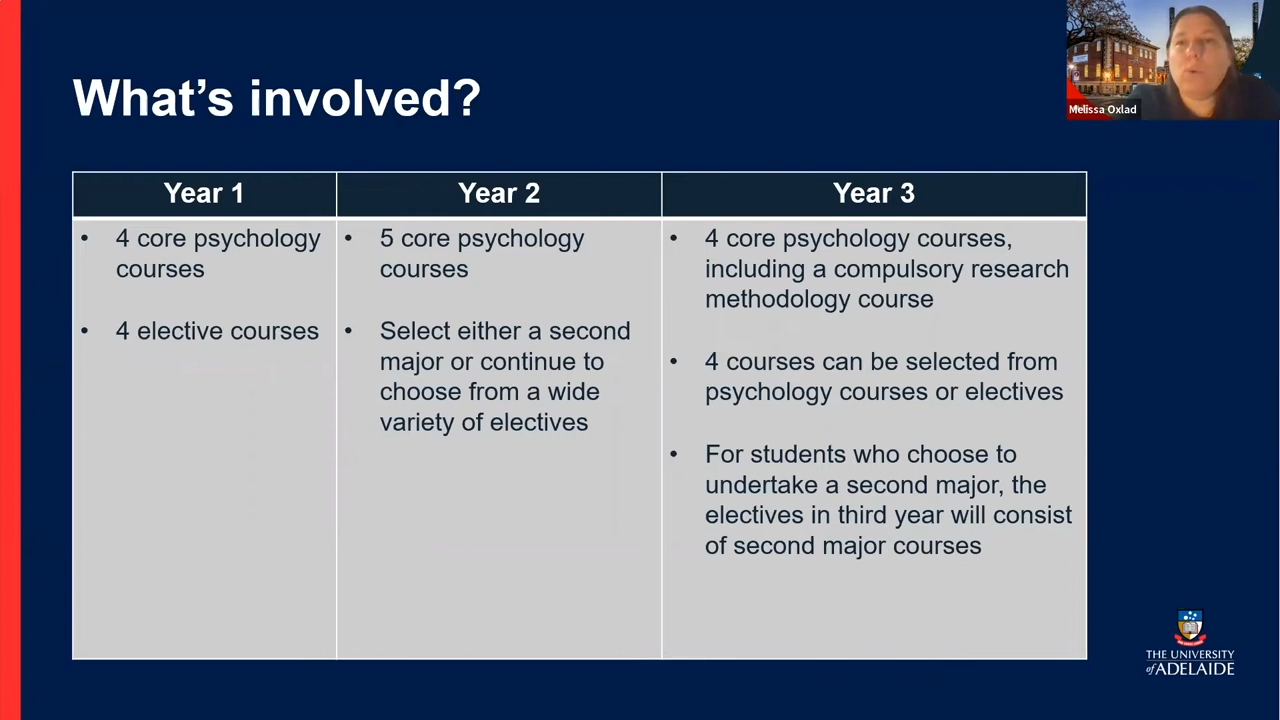 What's involved?
Melissa Oxlad
Year 1
Year 2
Year 3
• 4 core psychology
courses
• 4 elective courses
• 5 core psychology
courses
• Select either a second
major or continue to
choose from a wide
variety of electives
• 4 core psychology courses,
including a compulsory research
methodology course
• 4 courses can be selected from
psychology courses or electives
• For students who choose to
undertake a second major, the
electives in third year will consist
of second major courses
THE UNIVERSITY
of ADELAIDE